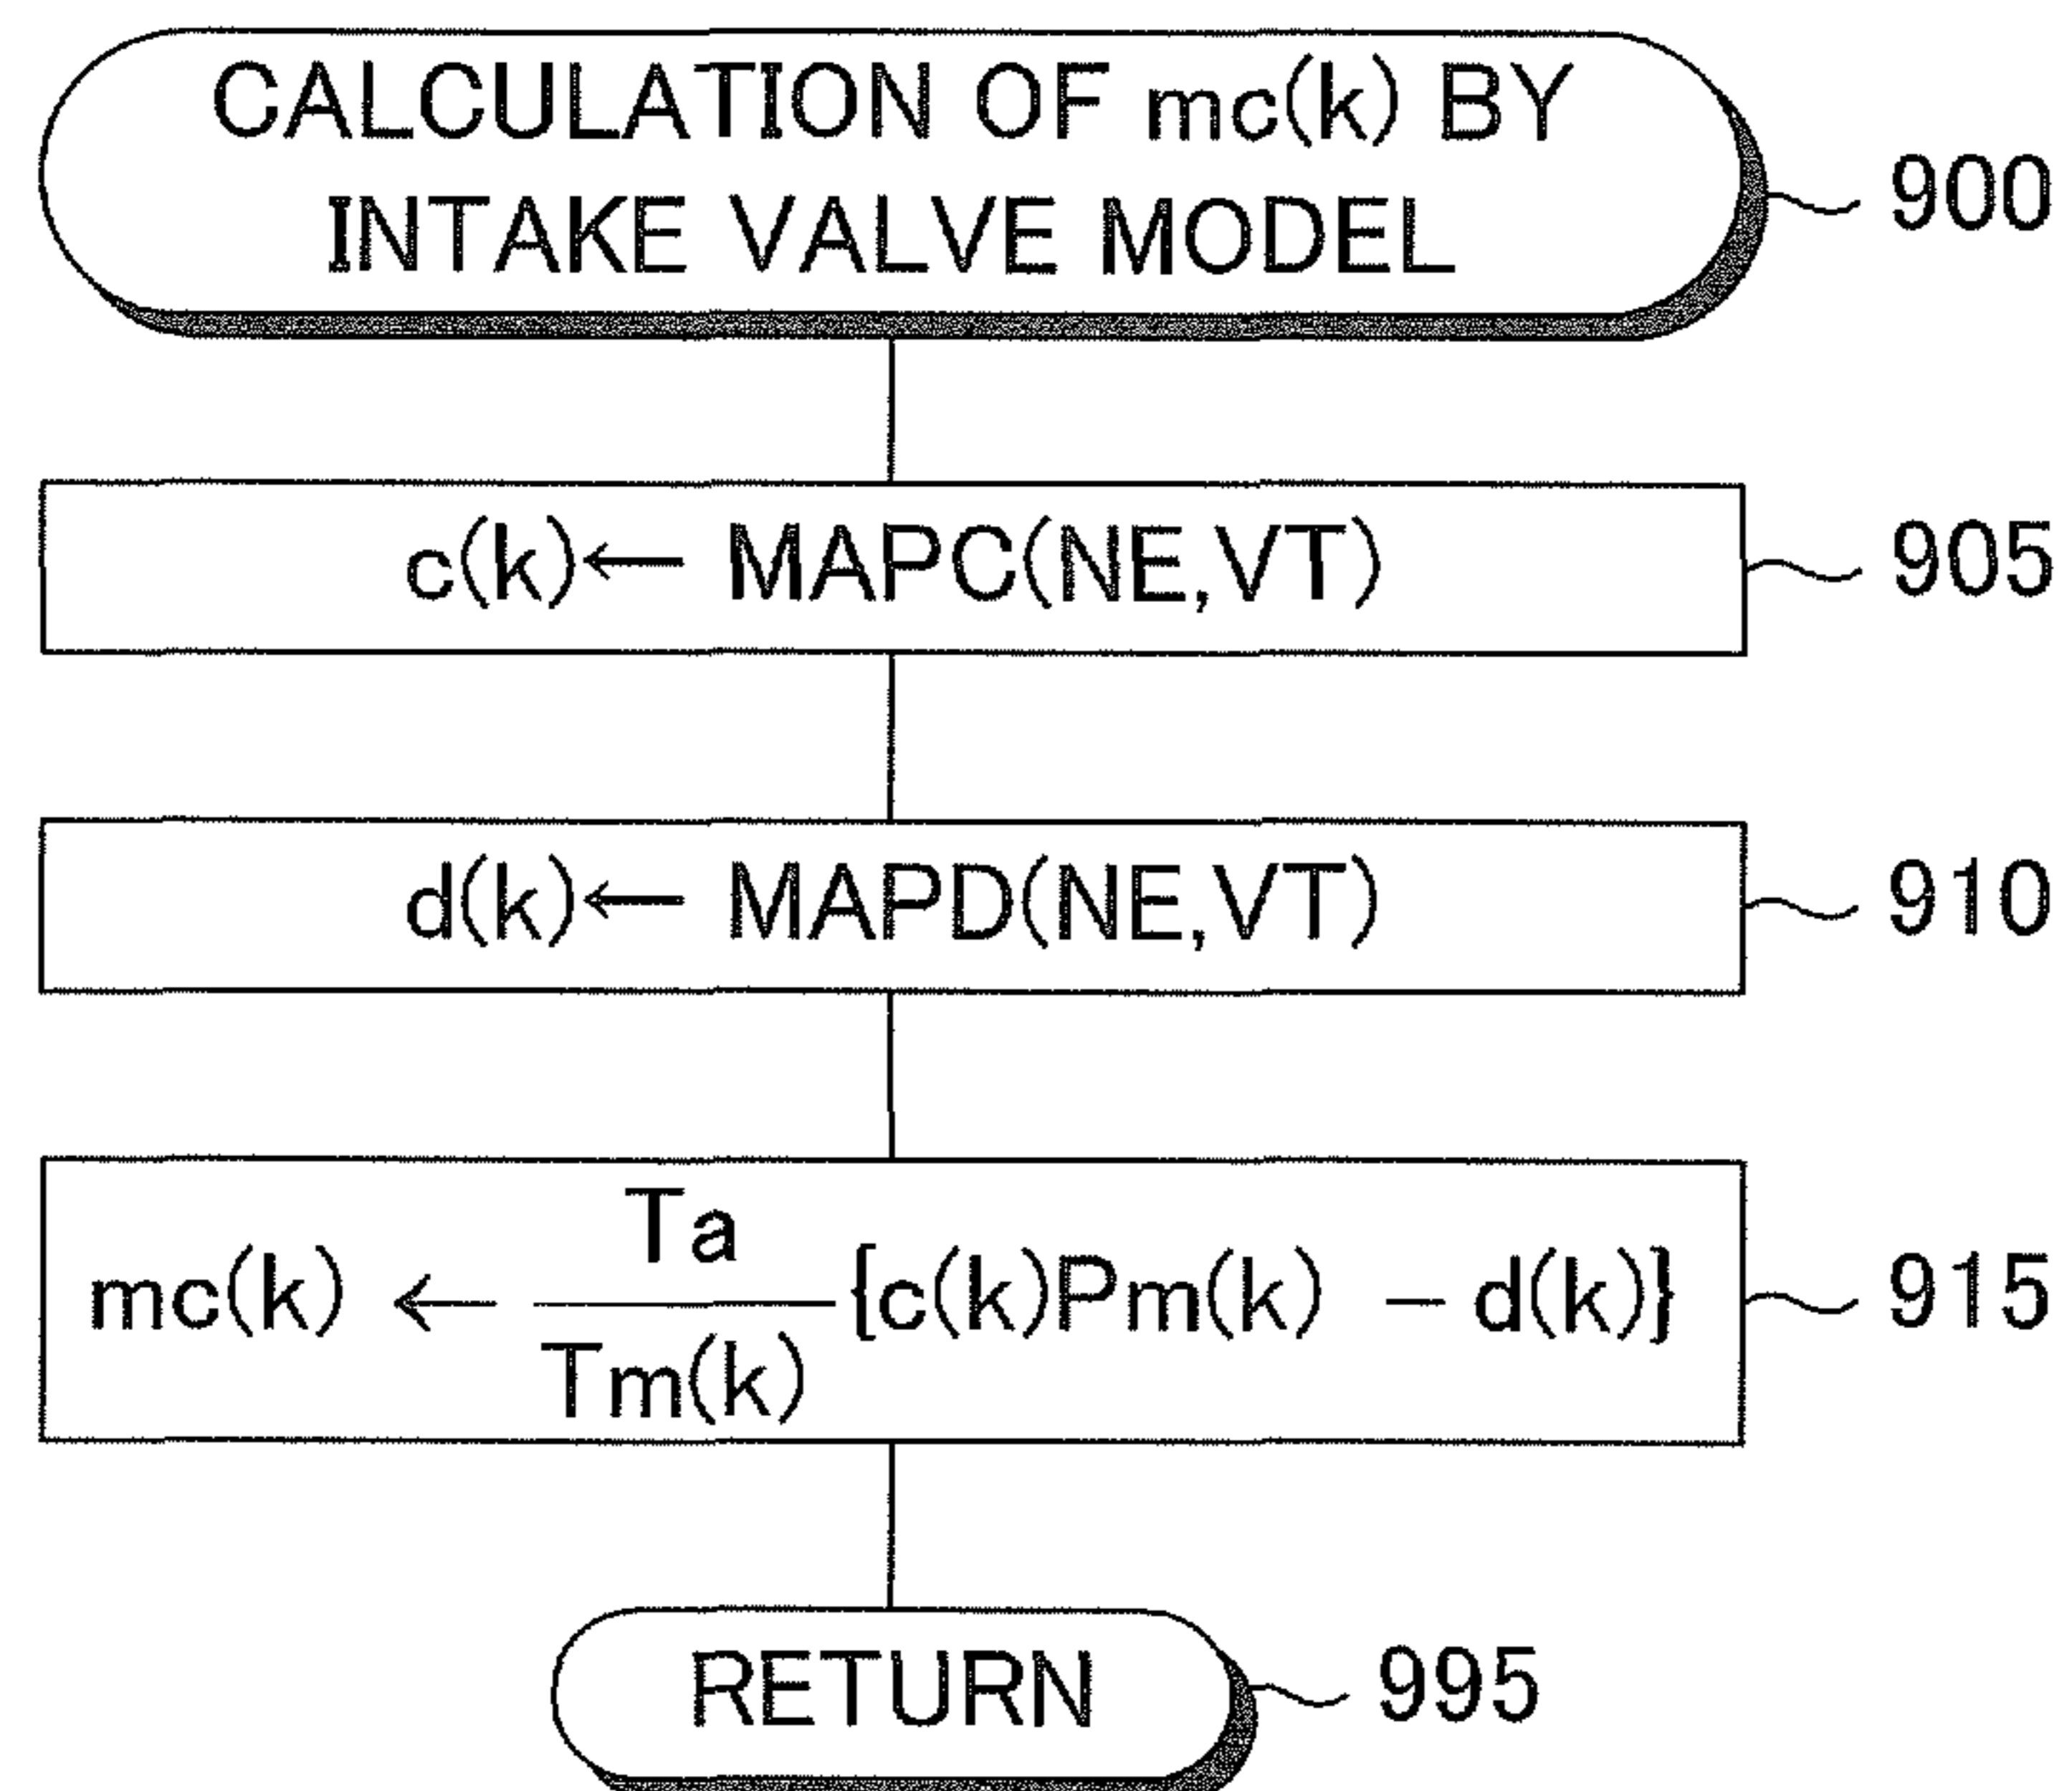 CALCULATION OF mc(k) BY
INTAKE VALVE MODEL
900
c(k)← MAPC(NE,VT)
905
d(k)← MAPD(NE,VT)
910
mc(k) ← Ta/Tm(k) {c(k)Pm(k) − d(k)}
915
RETURN
995